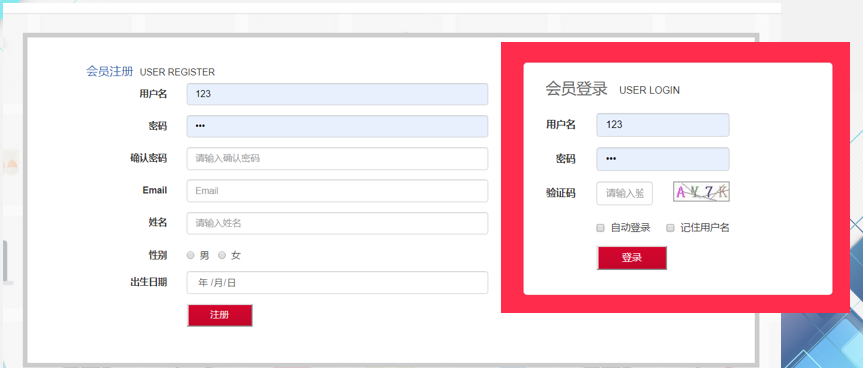 会员注册 USER REGISTER
用户名 123
密码 •••
确认密码 请输入确认密码
Email Email
姓名 请输入姓名
性别 男 女
出生日期 年 /月/日
注册
会员登录 USER LOGIN
用户名 123
密码 •••
验证码 请输入 AY7K
自动登录 记住用户名
登录